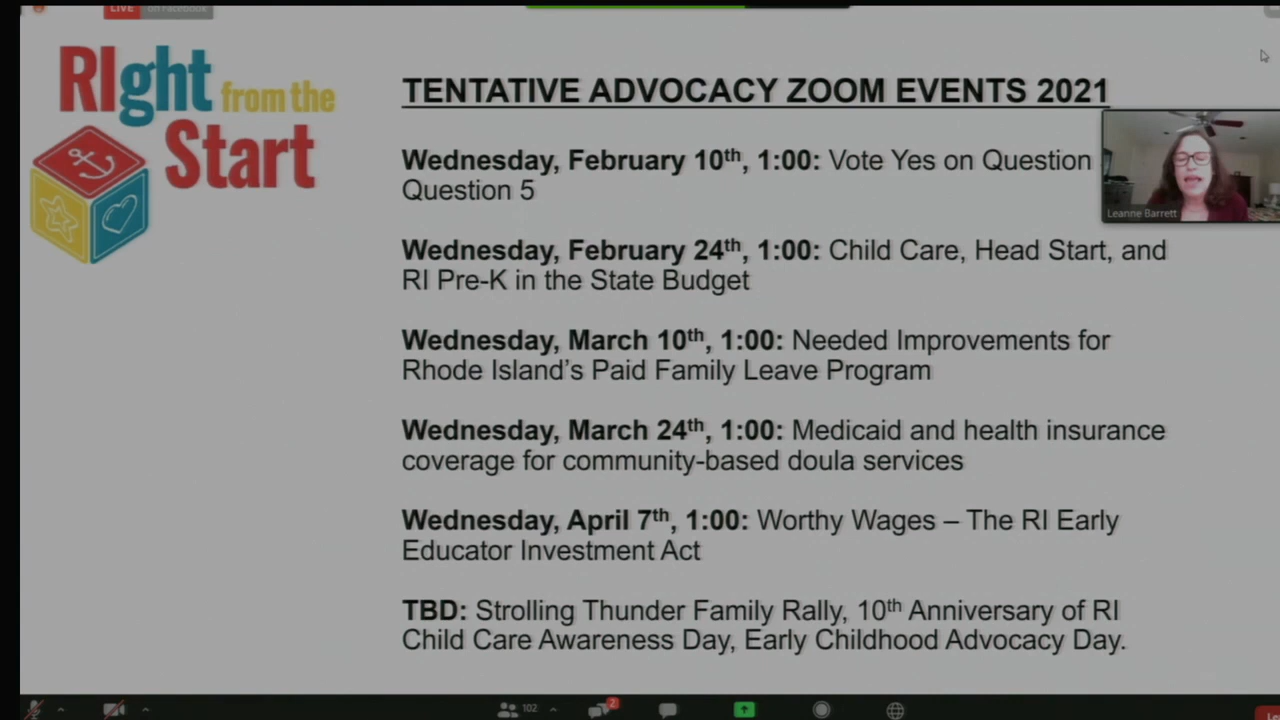 LIVE on Facebook
RIght from the
Start
TENTATIVE ADVOCACY ZOOM EVENTS 2021
Wednesday, February 10th, 1:00: Vote Yes on Question
Question 5
Leanne Barrett
Wednesday, February 24th, 1:00: Child Care, Head Start, and
RI Pre-K in the State Budget
Wednesday, March 10th, 1:00: Needed Improvements for
Rhode Island’s Paid Family Leave Program
Wednesday, March 24th, 1:00: Medicaid and health insurance
coverage for community-based doula services
Wednesday, April 7th, 1:00: Worthy Wages – The RI Early
Educator Investment Act
TBD: Strolling Thunder Family Rally, 10th Anniversary of RI
Child Care Awareness Day, Early Childhood Advocacy Day.
102
2